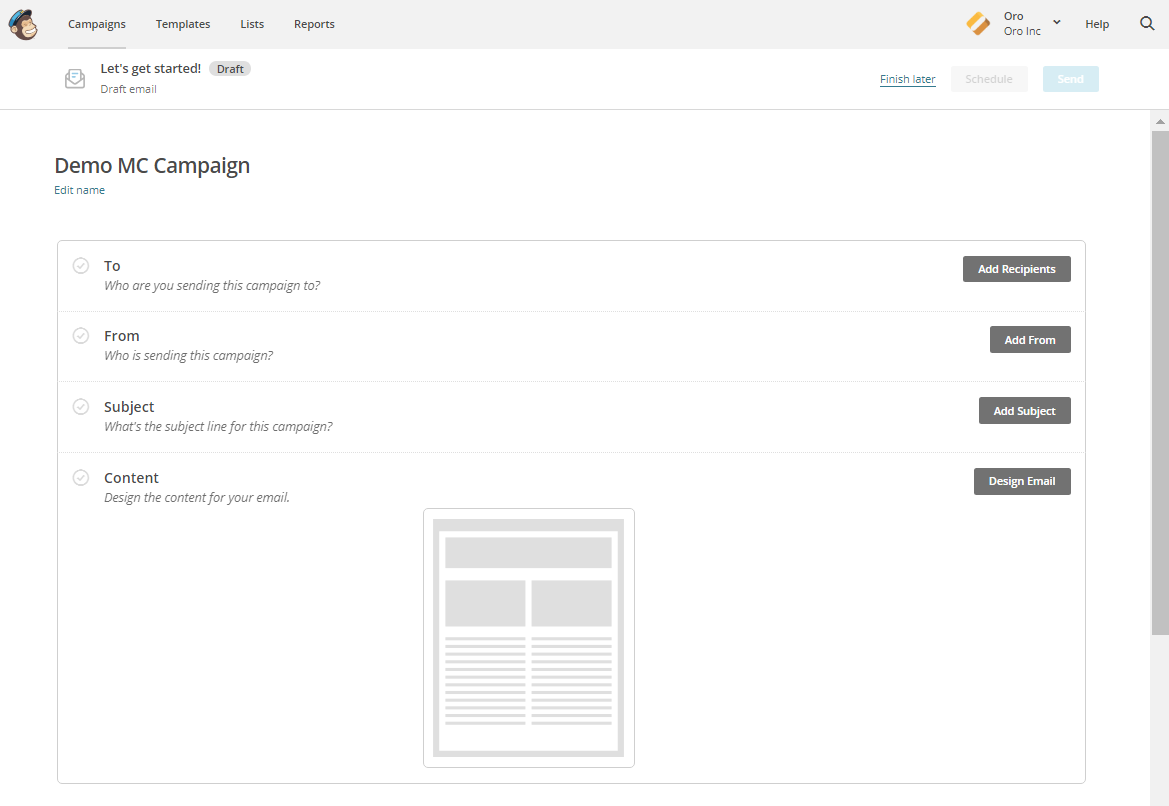 Campaigns Templates Lists Reports
Oro
Oro Inc
Help
Let's get started! Draft
Draft email
Finish later Schedule Send
Demo MC Campaign
Edit name
To
Who are you sending this campaign to?
Add Recipients
From
Who is sending this campaign?
Add From
Subject
What's the subject line for this campaign?
Add Subject
Content
Design the content for your email.
Design Email